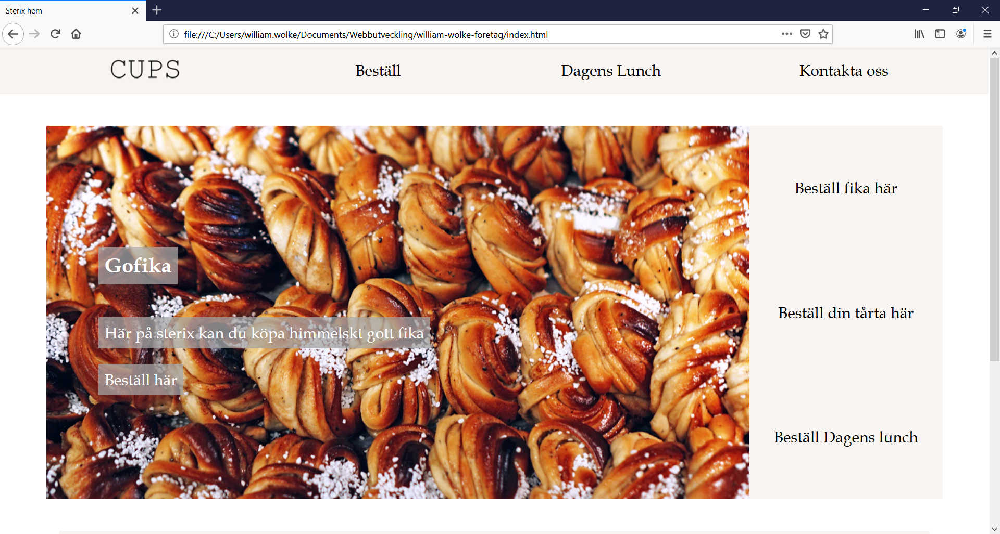 Sterix hem
file:///C:/Users/william.wolke/Documents/Webbutveckling/william-wolke-foretag/index.html
CUPS
Beställ
Dagens Lunch
Kontakta oss
Gofika
Här på sterix kan du köpa himmelskt gott fika
Beställ här
Beställ fika här
Beställ din tårta här
Beställ Dagens lunch